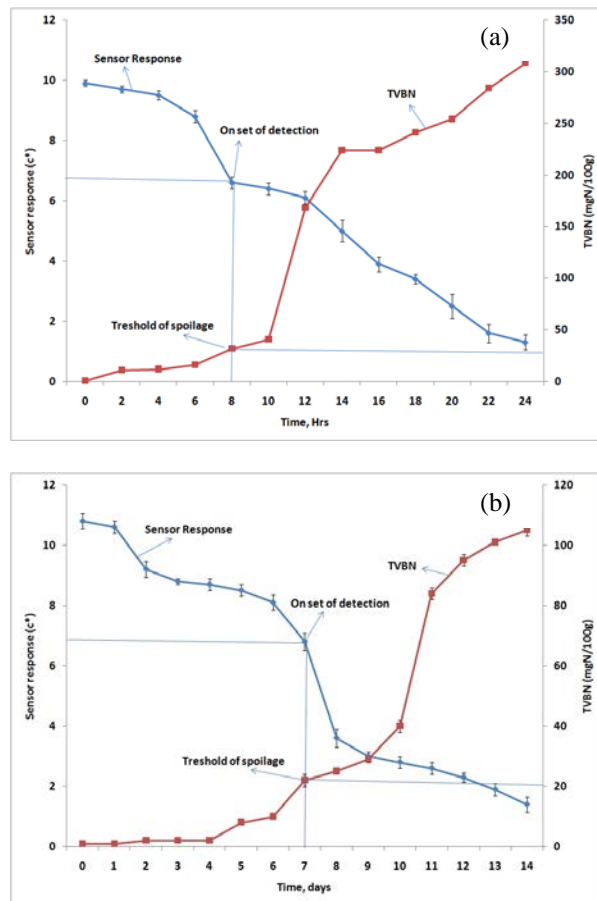 (a)
12
10
8
6
4
2
0
Sensor response (c*)
350
300
250
200
150
100
50
0
TVBN (mgN/100g)
Sensor Response
TVBN
On set of detection
Treshold of spoilage
0 2 4 6 8 10 12 14 16 18 20 22 24
Time, Hrs
(b)
12
10
8
6
4
2
0
Sensor response (c*)
120
100
80
60
40
20
0
TVBN (mgN/100g)
Sensor Response
TVBN
On set of detection
Treshold of spoilage
0 1 2 3 4 5 6 7 8 9 10 11 12 13 14
Time, days